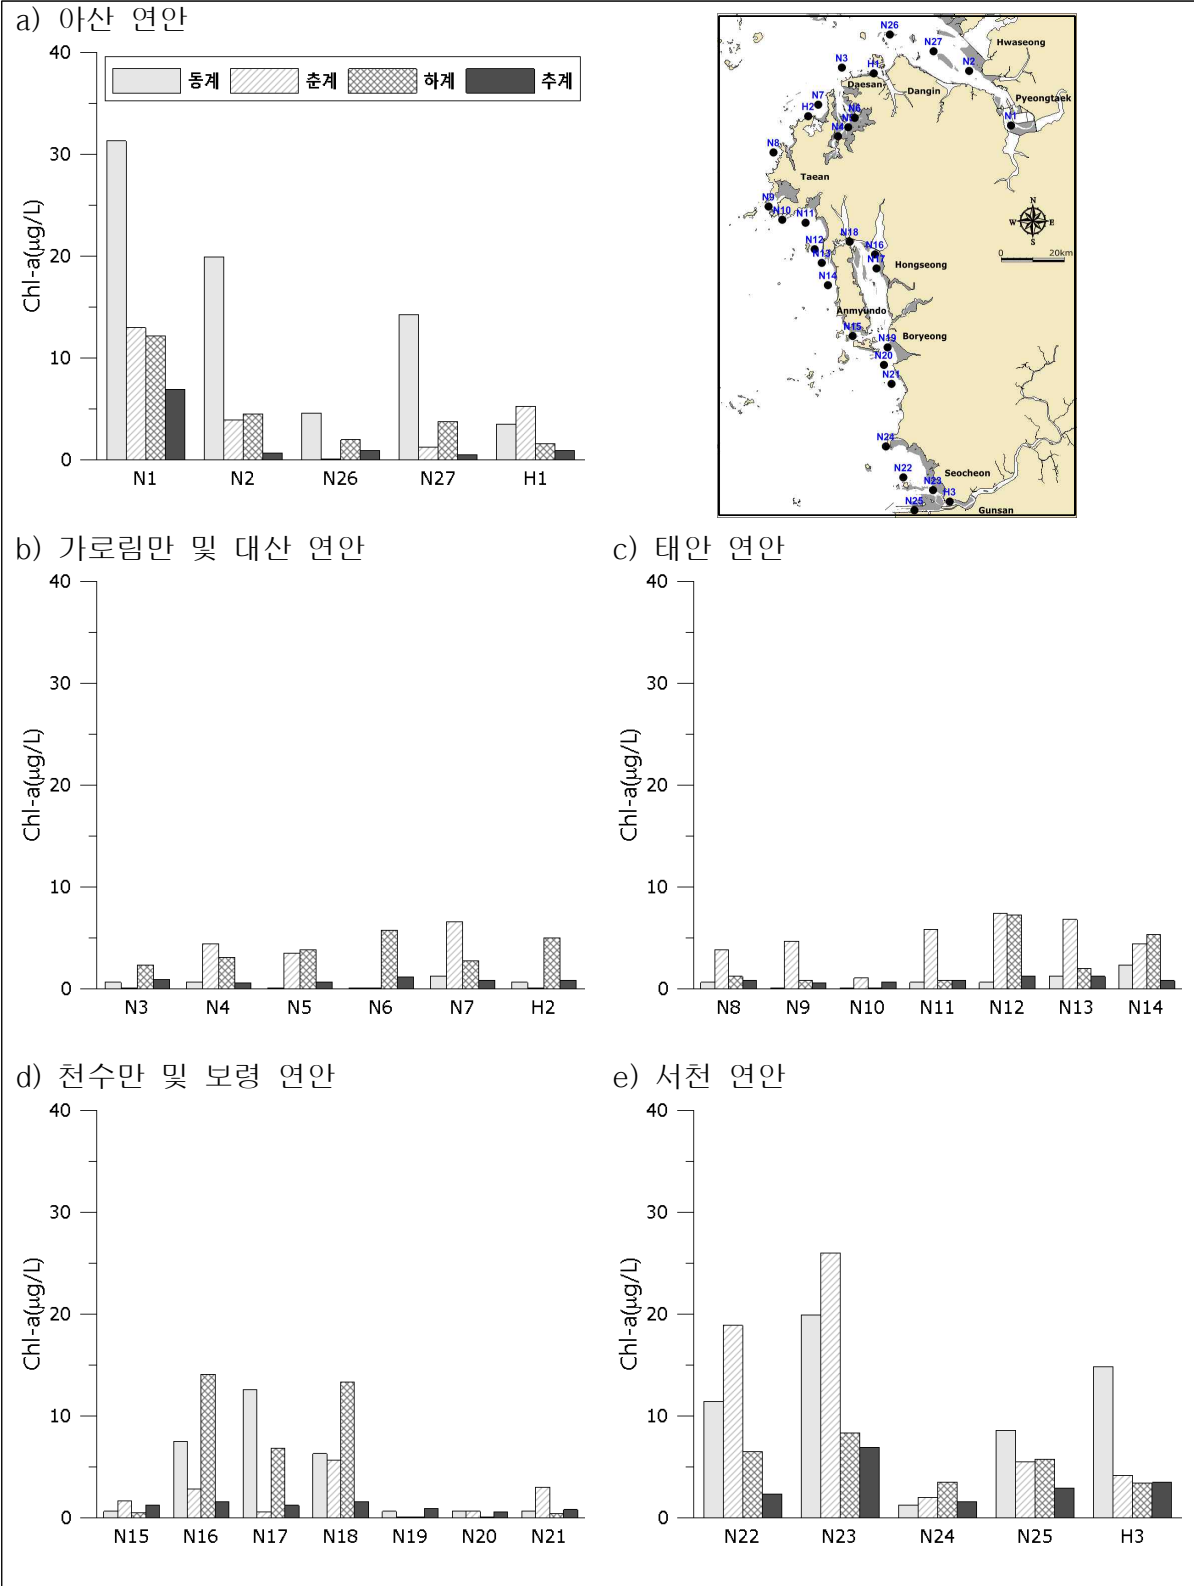 a) 아산 연안
40
30
20
10
0
Chl-a(μg/L)
동계 춘계 하계 추계
N1 N2 N26 N27 H1
N26
Hwaseong
N27
N3
H1
N2
Daesan
Dangin
Pyeongtaek
N7
H2
N6
N5
N4
N1
N8
Taean
N9
N10
N11
N
W E
S
N12
N18
N16
N13
N17
Hongseong
0 20km
N14
Anmyundo
N15
Boryeong
N19
N20
N21
N24
N22
Seocheon
N23
H3
N25
Gunsan
b) 가로림만 및 대산 연안
40
30
20
10
0
Chl-a(μg/L)
N3 N4 N5 N6 N7 H2
c) 태안 연안
40
30
20
10
0
Chl-a(μg/L)
N8 N9 N10 N11 N12 N13 N14
d) 천수만 및 보령 연안
40
30
20
10
0
Chl-a(μg/L)
N15 N16 N17 N18 N19 N20 N21
e) 서천 연안
40
30
20
10
0
Chl-a(μg/L)
N22 N23 N24 N25 H3